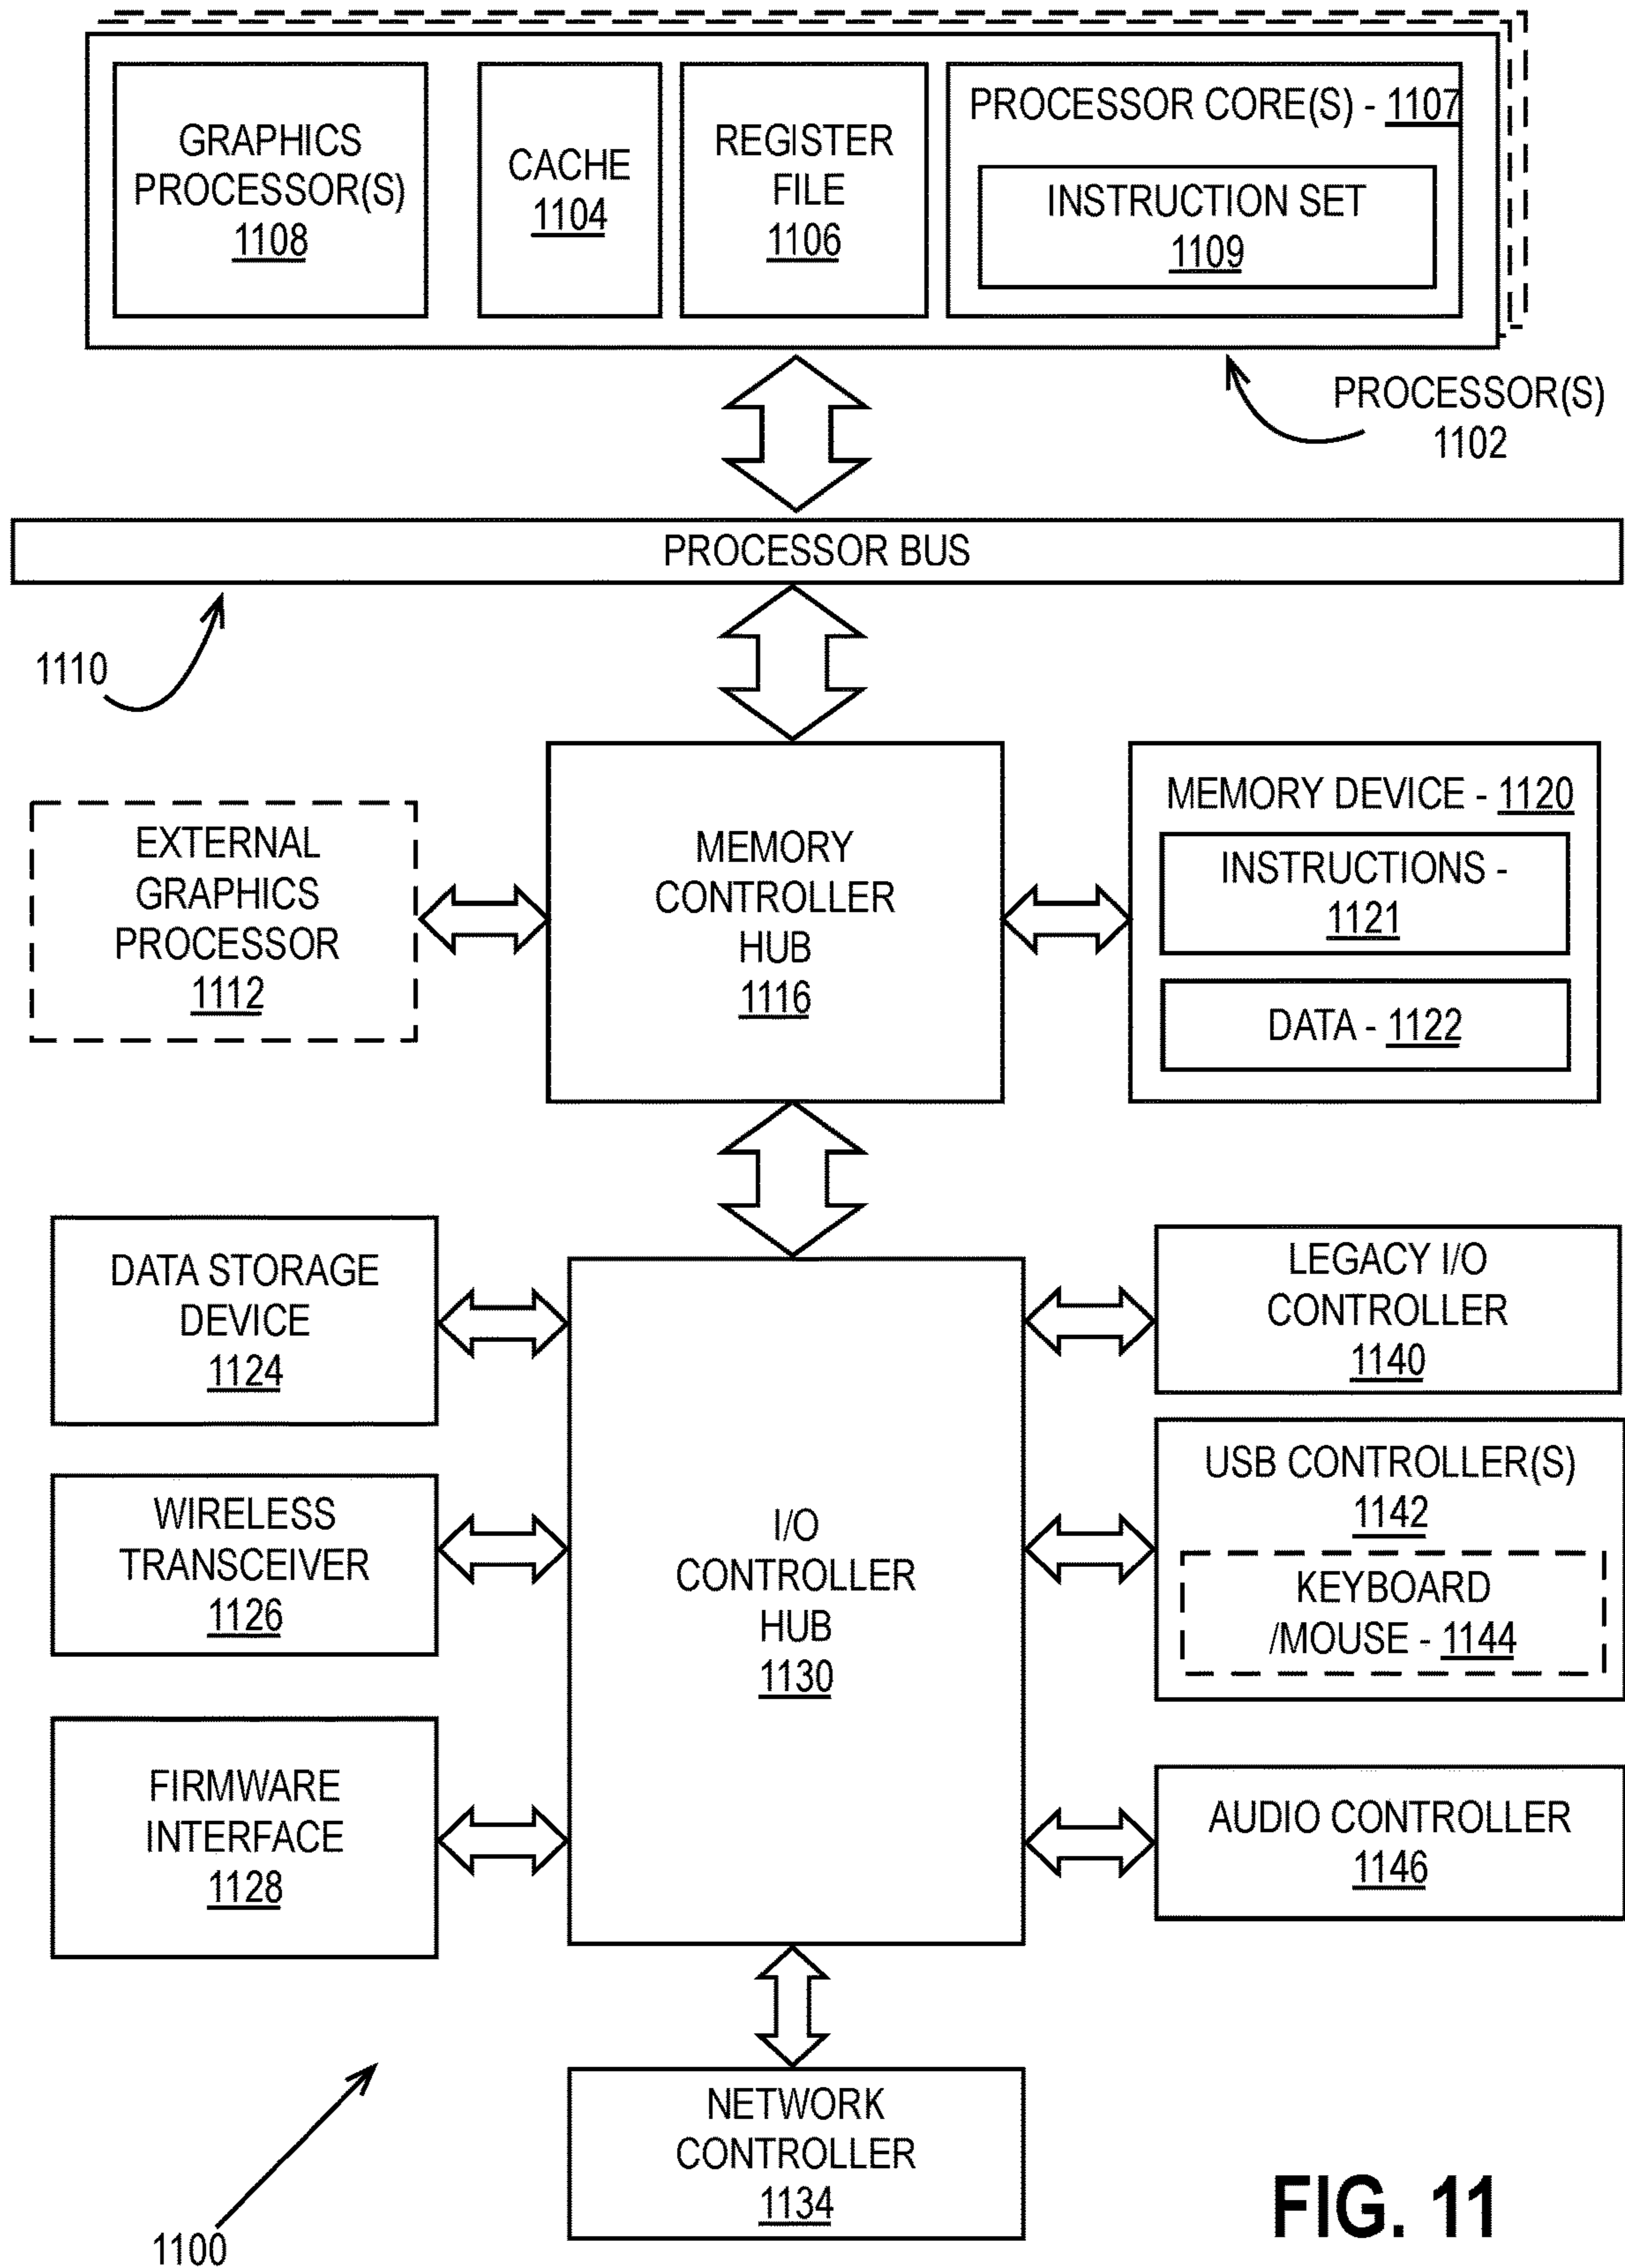 GRAPHICS
PROCESSOR(S)
1108
CACHE
1104
REGISTER
FILE
1106
PROCESSOR CORE(S) - 1107
INSTRUCTION SET
1109
PROCESSOR(S)
1102
PROCESSOR BUS
1110
EXTERNAL
GRAPHICS
PROCESSOR
1112
MEMORY
CONTROLLER
HUB
1116
MEMORY DEVICE - 1120
INSTRUCTIONS -
1121
DATA - 1122
DATA STORAGE
DEVICE
1124
WIRELESS
TRANSCEIVER
1126
FIRMWARE
INTERFACE
1128
I/O
CONTROLLER
HUB
1130
LEGACY I/O
CONTROLLER
1140
USB CONTROLLER(S)
1142
KEYBOARD
/MOUSE - 1144
AUDIO CONTROLLER
1146
NETWORK
CONTROLLER
1134
1100
FIG. 11